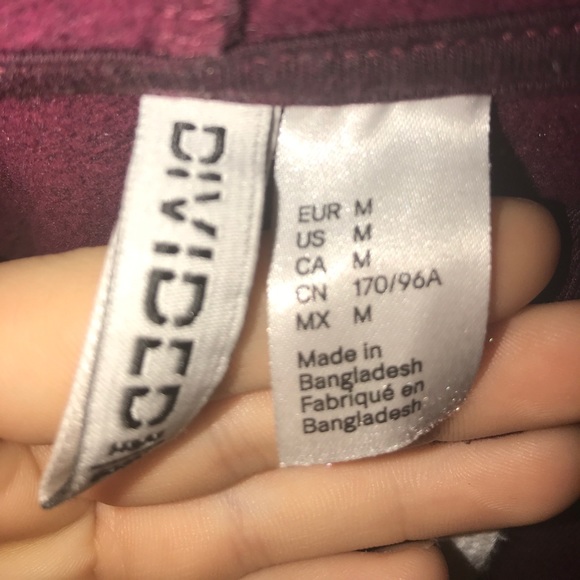 DIVIDED
EUR M
US M
CA M
CN 170/96A
MX M
Made in
Bangladesh
Fabriqué en
Bangladesh